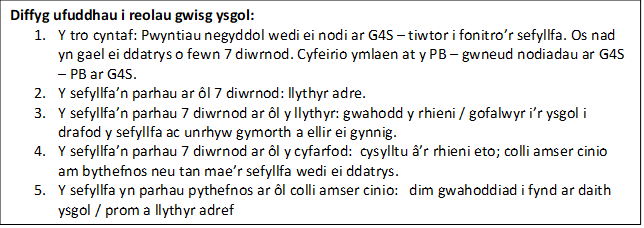 Diffyg ufuddhau i reolau gwisg ysgol:
1. Y tro cyntaf: Pwyntiau negyddol wedi ei nodi ar G4S – tiwtor i fonitro'r sefyllfa. Os nad
yn gael ei ddatrys o fewn 7 diwrnod. Cyfeirio ymlaen at y PB – gwneud nodiadau ar G4S
– PB ar G4S.
2. Y sefyllfa'n parhau ar ôl 7 diwrnod: llythyr adre.
3. Y sefyllfa'n parhau 7 diwrnod ar ôl y llythyr: gwahodd y rhieni / gofalwyr i'r ysgol i
drafod y sefyllfa ac unrhyw gymorth a ellir ei gynnig.
4. Y sefyllfa'n parhau 7 diwrnod ar ôl y cyfarfod: cysylltu â'r rhieni eto; colli amser cinio
am bythefnos neu tan mae'r sefyllfa wedi ei ddatrys.
5. Y sefyllfa yn parhau pythefnos ar ôl colli amser cinio: dim gwahoddiad i fynd ar daith
ysgol / prom a llythyr adref